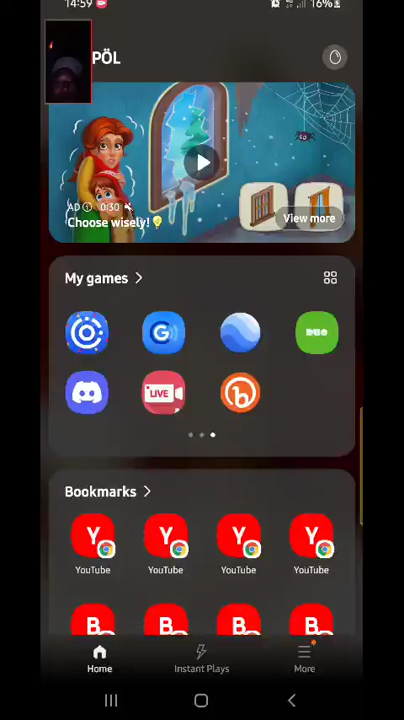 14:59
16%
PÖL
AD 0:30
Choose wisely!
View more
My games >
G
DUO
LIVE
b
Bookmarks >
Y Y Y Y
YouTube YouTube YouTube YouTube
B B B B
Home Instant Plays More